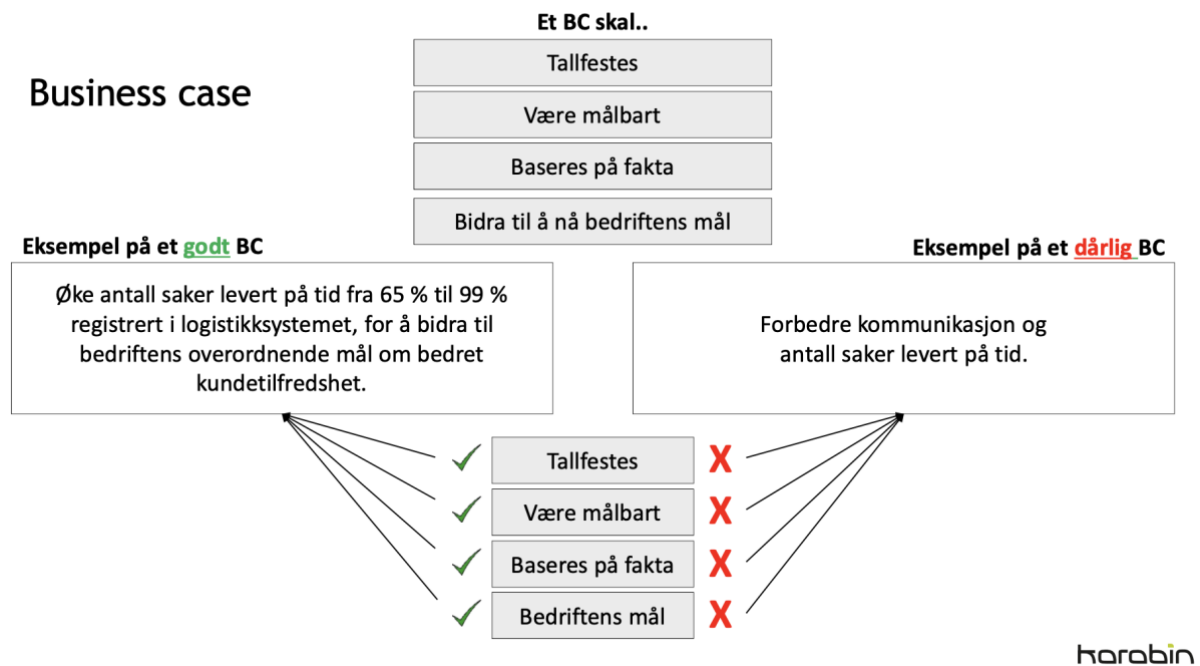 Et BC skal..
Business case
Tallfestes
Være målbart
Baseres på fakta
Bidra til å nå bedriftens mål
Eksempel på et godt BC
Øke antall saker levert på tid fra 65 % til 99 %
registrert i logistikksystemet, for å bidra til
bedriftens overordnende mål om bedret
kundetilfredshet.
Eksempel på et dårlig BC
Forbedre kommunikasjon og
antall saker levert på tid.
Tallfestes
X
Være målbart
X
Baseres på fakta
X
Bedriftens mål
X
karabin